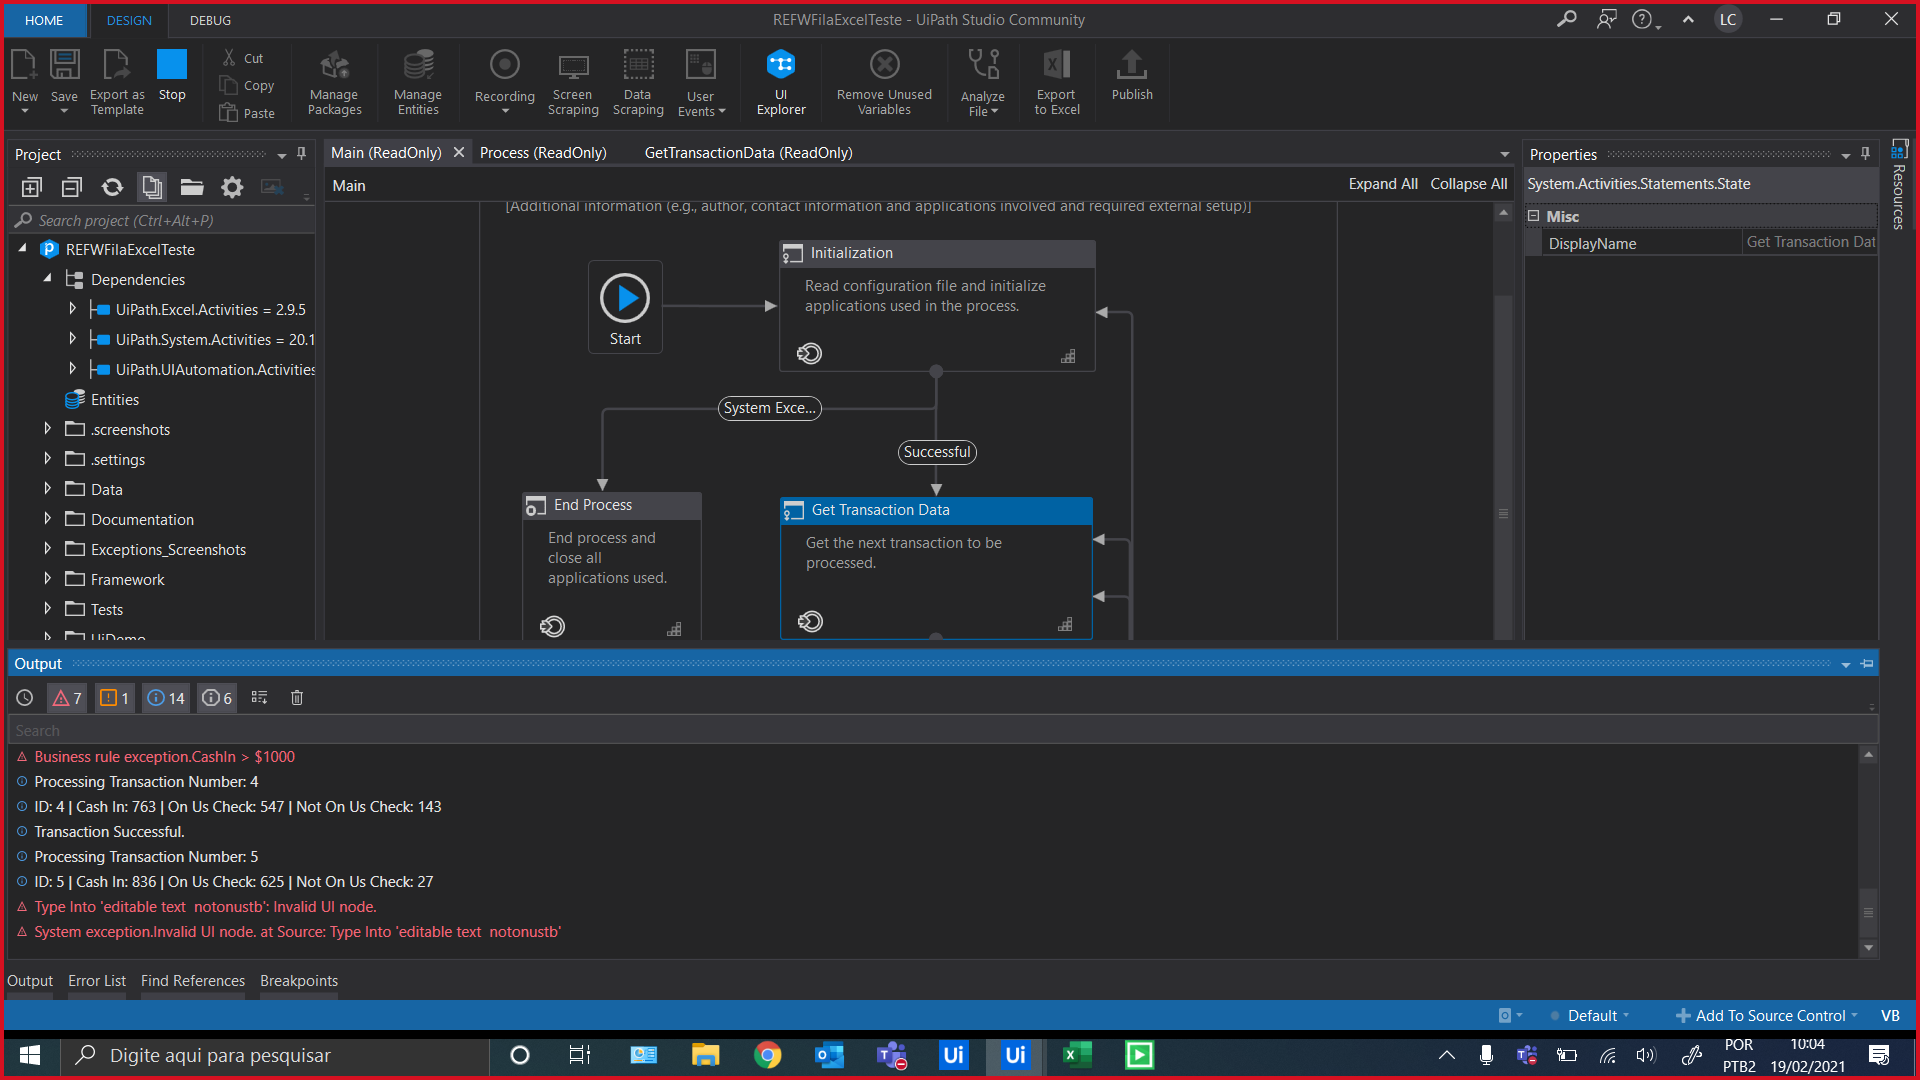 HOME
DESIGN
DEBUG
REFWFilaExcelTeste - UiPath Studio Community
LC
New
Save
Export as
Template
Stop
Cut
Copy
Paste
Manage
Packages
Manage
Entities
Recording
Screen
Scraping
Data
Scraping
User
Events
UI
Explorer
Remove Unused
Variables
Analyze
File
Export
to Excel
Publish
Project
Search project (Ctrl+Alt+P)
REFWFilaExcelTeste
Dependencies
UiPath.Excel.Activities = 2.9.5
UiPath.System.Activities = 20.1
UiPath.UIAutomation.Activities
Entities
.screenshots
.settings
Data
Documentation
Exceptions_Screenshots
Framework
Tests
UiDemo
Main (ReadOnly)
Process (ReadOnly)
GetTransactionData (ReadOnly)
Main
Expand All
Collapse All
[Additional information (e.g., author, contact information and applications involved and required external setup)]
Start
Initialization
Read configuration file and initialize
applications used in the process.
System Exce...
Successful
End Process
End process and
close all
applications used.
Get Transaction Data
Get the next transaction to be
processed.
Properties
System.Activities.Statements.State
Misc
DisplayName
Get Transaction Dat
Resources
Output
7
1
14
6
Search
Business rule exception.CashIn > $1000
Processing Transaction Number: 4
ID: 4 | Cash In: 763 | On Us Check: 547 | Not On Us Check: 143
Transaction Successful.
Processing Transaction Number: 5
ID: 5 | Cash In: 836 | On Us Check: 625 | Not On Us Check: 27
Type Into 'editable text  notonustb': Invalid UI node.
System exception.Invalid UI node. at Source: Type Into 'editable text  notonustb'
Output
Error List
Find References
Breakpoints
Default
Add To Source Control
VB
Digite aqui para pesquisar
Ui
Ui
POR
PTB2
10:04
19/02/2021